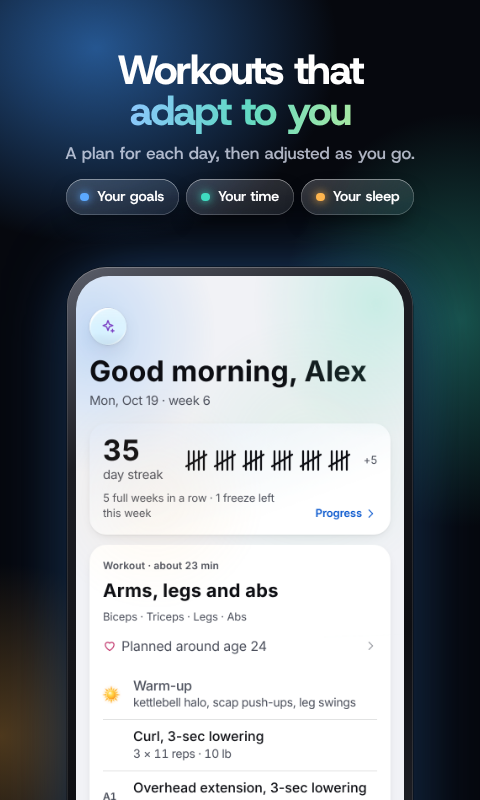 Workouts that
adapt to you
A plan for each day, then adjusted as you go.
Your goals
Your time
Your sleep
Good morning, Alex
Mon, Oct 19 · week 6
35
day streak
+5
5 full weeks in a row · 1 freeze left
this week
Progress
Workout · about 23 min
Arms, legs and abs
Biceps · Triceps · Legs · Abs
Planned around age 24
Warm-up
kettlebell halo, scap push-ups, leg swings
Curl, 3-sec lowering
3 × 11 reps · 10 lb
A1
Overhead extension, 3-sec lowering